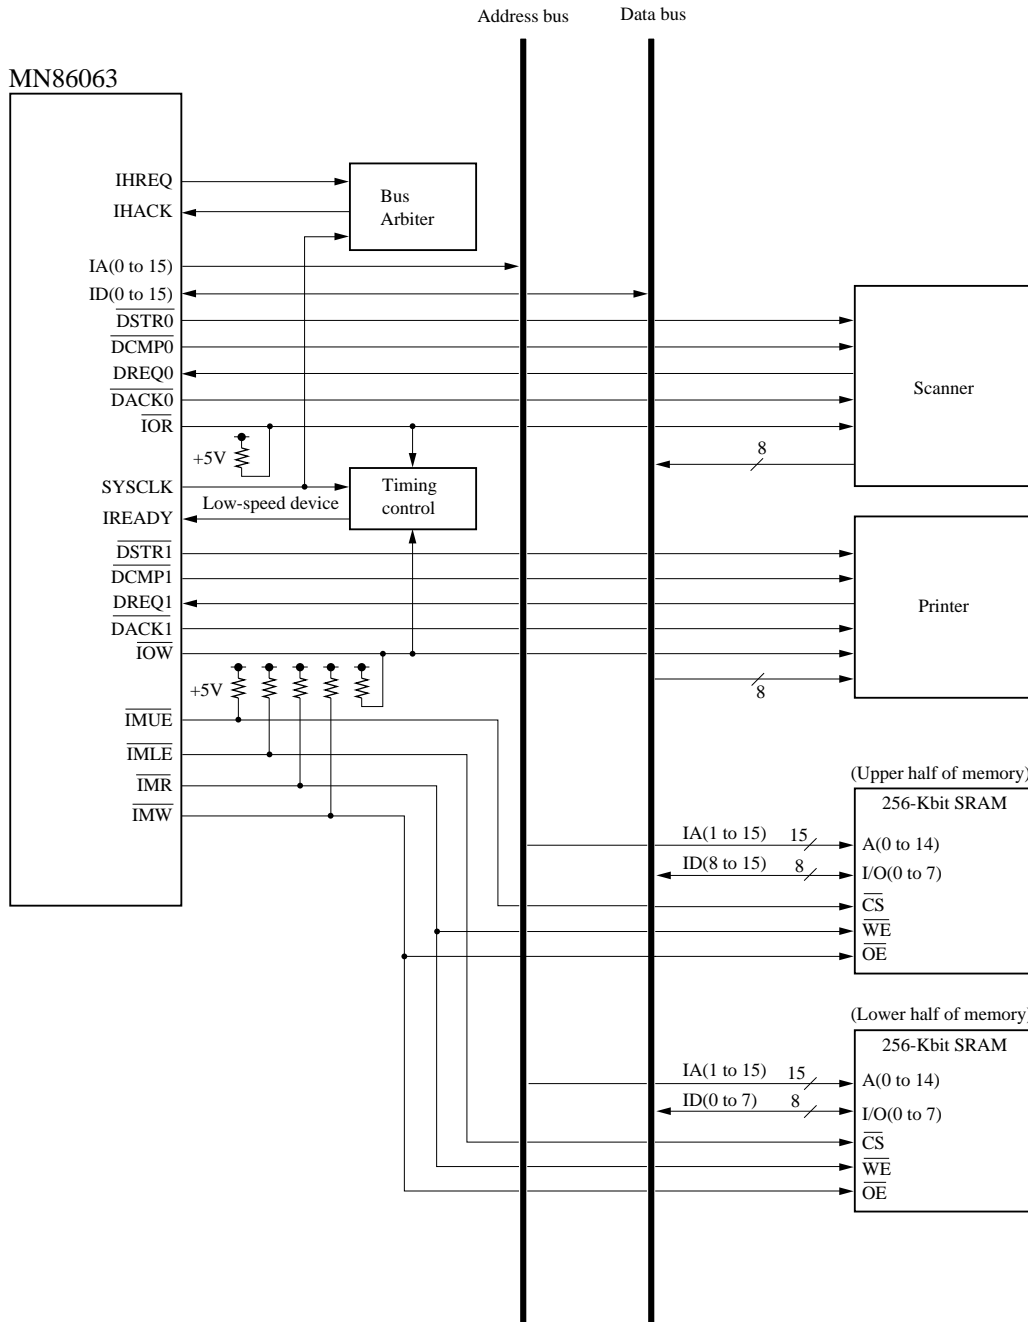 Address bus
Data bus
MN86063
IHREQ
IHACK
Bus
Arbiter
IA(0 to 15)
ID(0 to 15)
DSTR0
DCMP0
DREQ0
DACK0
IOR
Scanner
+5V
8
SYSCLK
Low-speed device
IREADY
Timing
control
DSTR1
DCMP1
DREQ1
DACK1
IOW
Printer
+5V
8
IMUE
IMLE
IMR
IMW
(Upper half of memory)
256-Kbit SRAM
IA(1 to 15) 15
A(0 to 14)
ID(8 to 15) 8
I/O(0 to 7)
CS
WE
OE
(Lower half of memory)
256-Kbit SRAM
IA(1 to 15) 15
A(0 to 14)
ID(0 to 7) 8
I/O(0 to 7)
CS
WE
OE